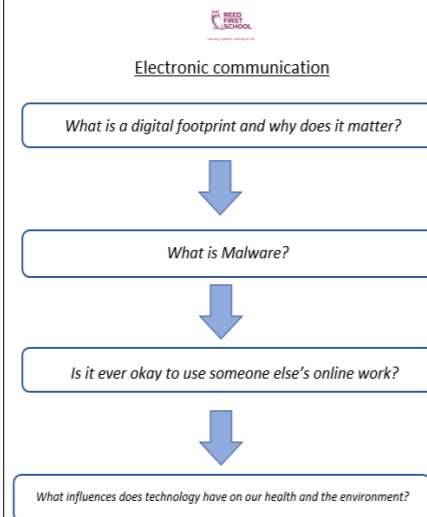 REED
FIRST
SCHOOL
Electronic communication
What is a digital footprint and why does it matter?
What is Malware?
Is it ever okay to use someone else's online work?
What influences does technology have on our health and the environment?